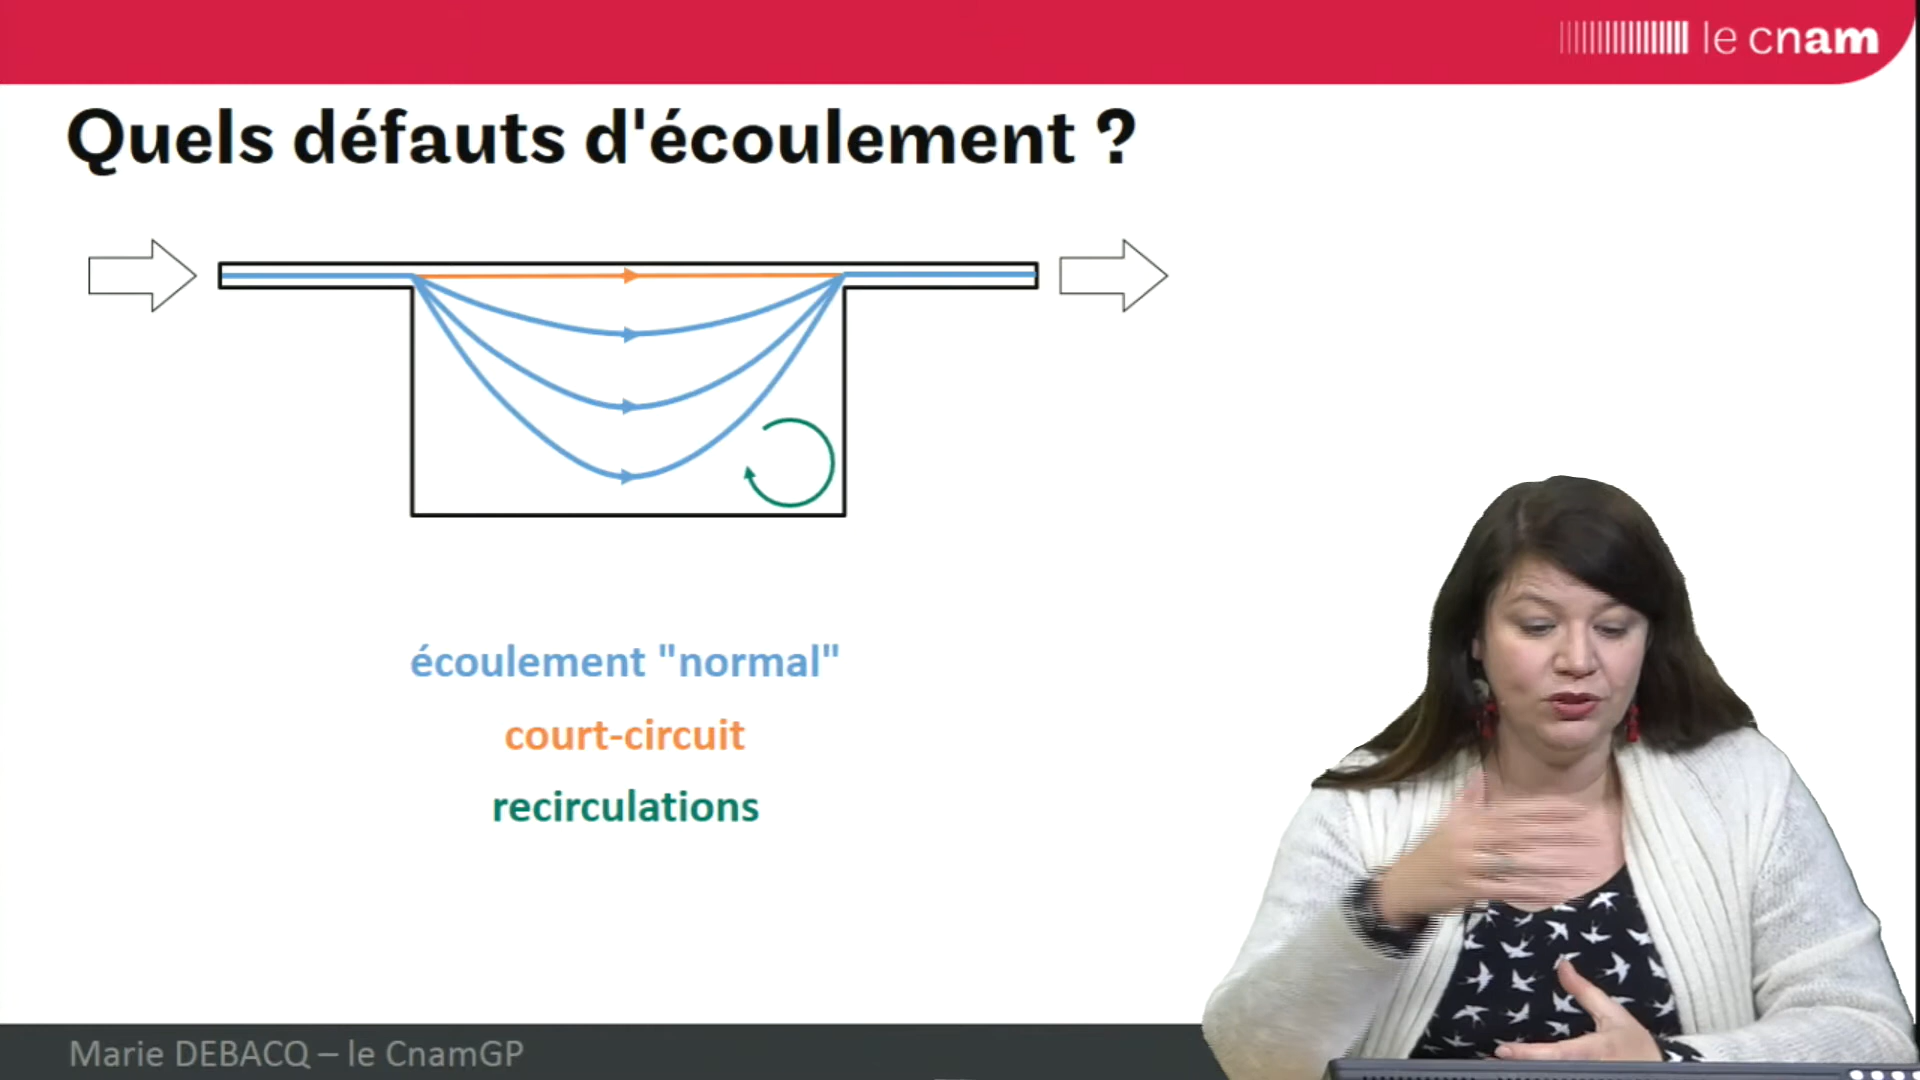 le cnam
Quels défauts d'écoulement ?
écoulement "normal"
court-circuit
recirculations
Marie DEBACQ – le CnamGP